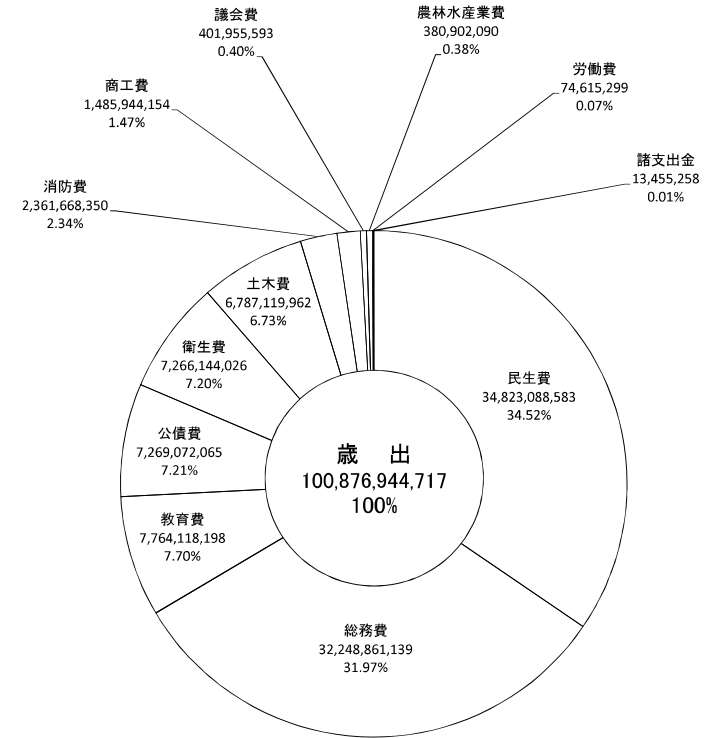 議会費
401,955,593
0.40%
農林水産業費
380,902,090
0.38%
商工費
1,485,944,154
1.47%
労働費
74,615,299
0.07%
消防費
2,361,668,350
2.34%
諸支出金
13,455,258
0.01%
土木費
6,787,119,962
6.73%
衛生費
7,266,144,026
7.20%
民生費
34,823,088,583
34.52%
公債費
7,269,072,065
7.21%
歳　出
100,876,944,717
100%
教育費
7,764,118,198
7.70%
総務費
32,248,861,139
31.97%